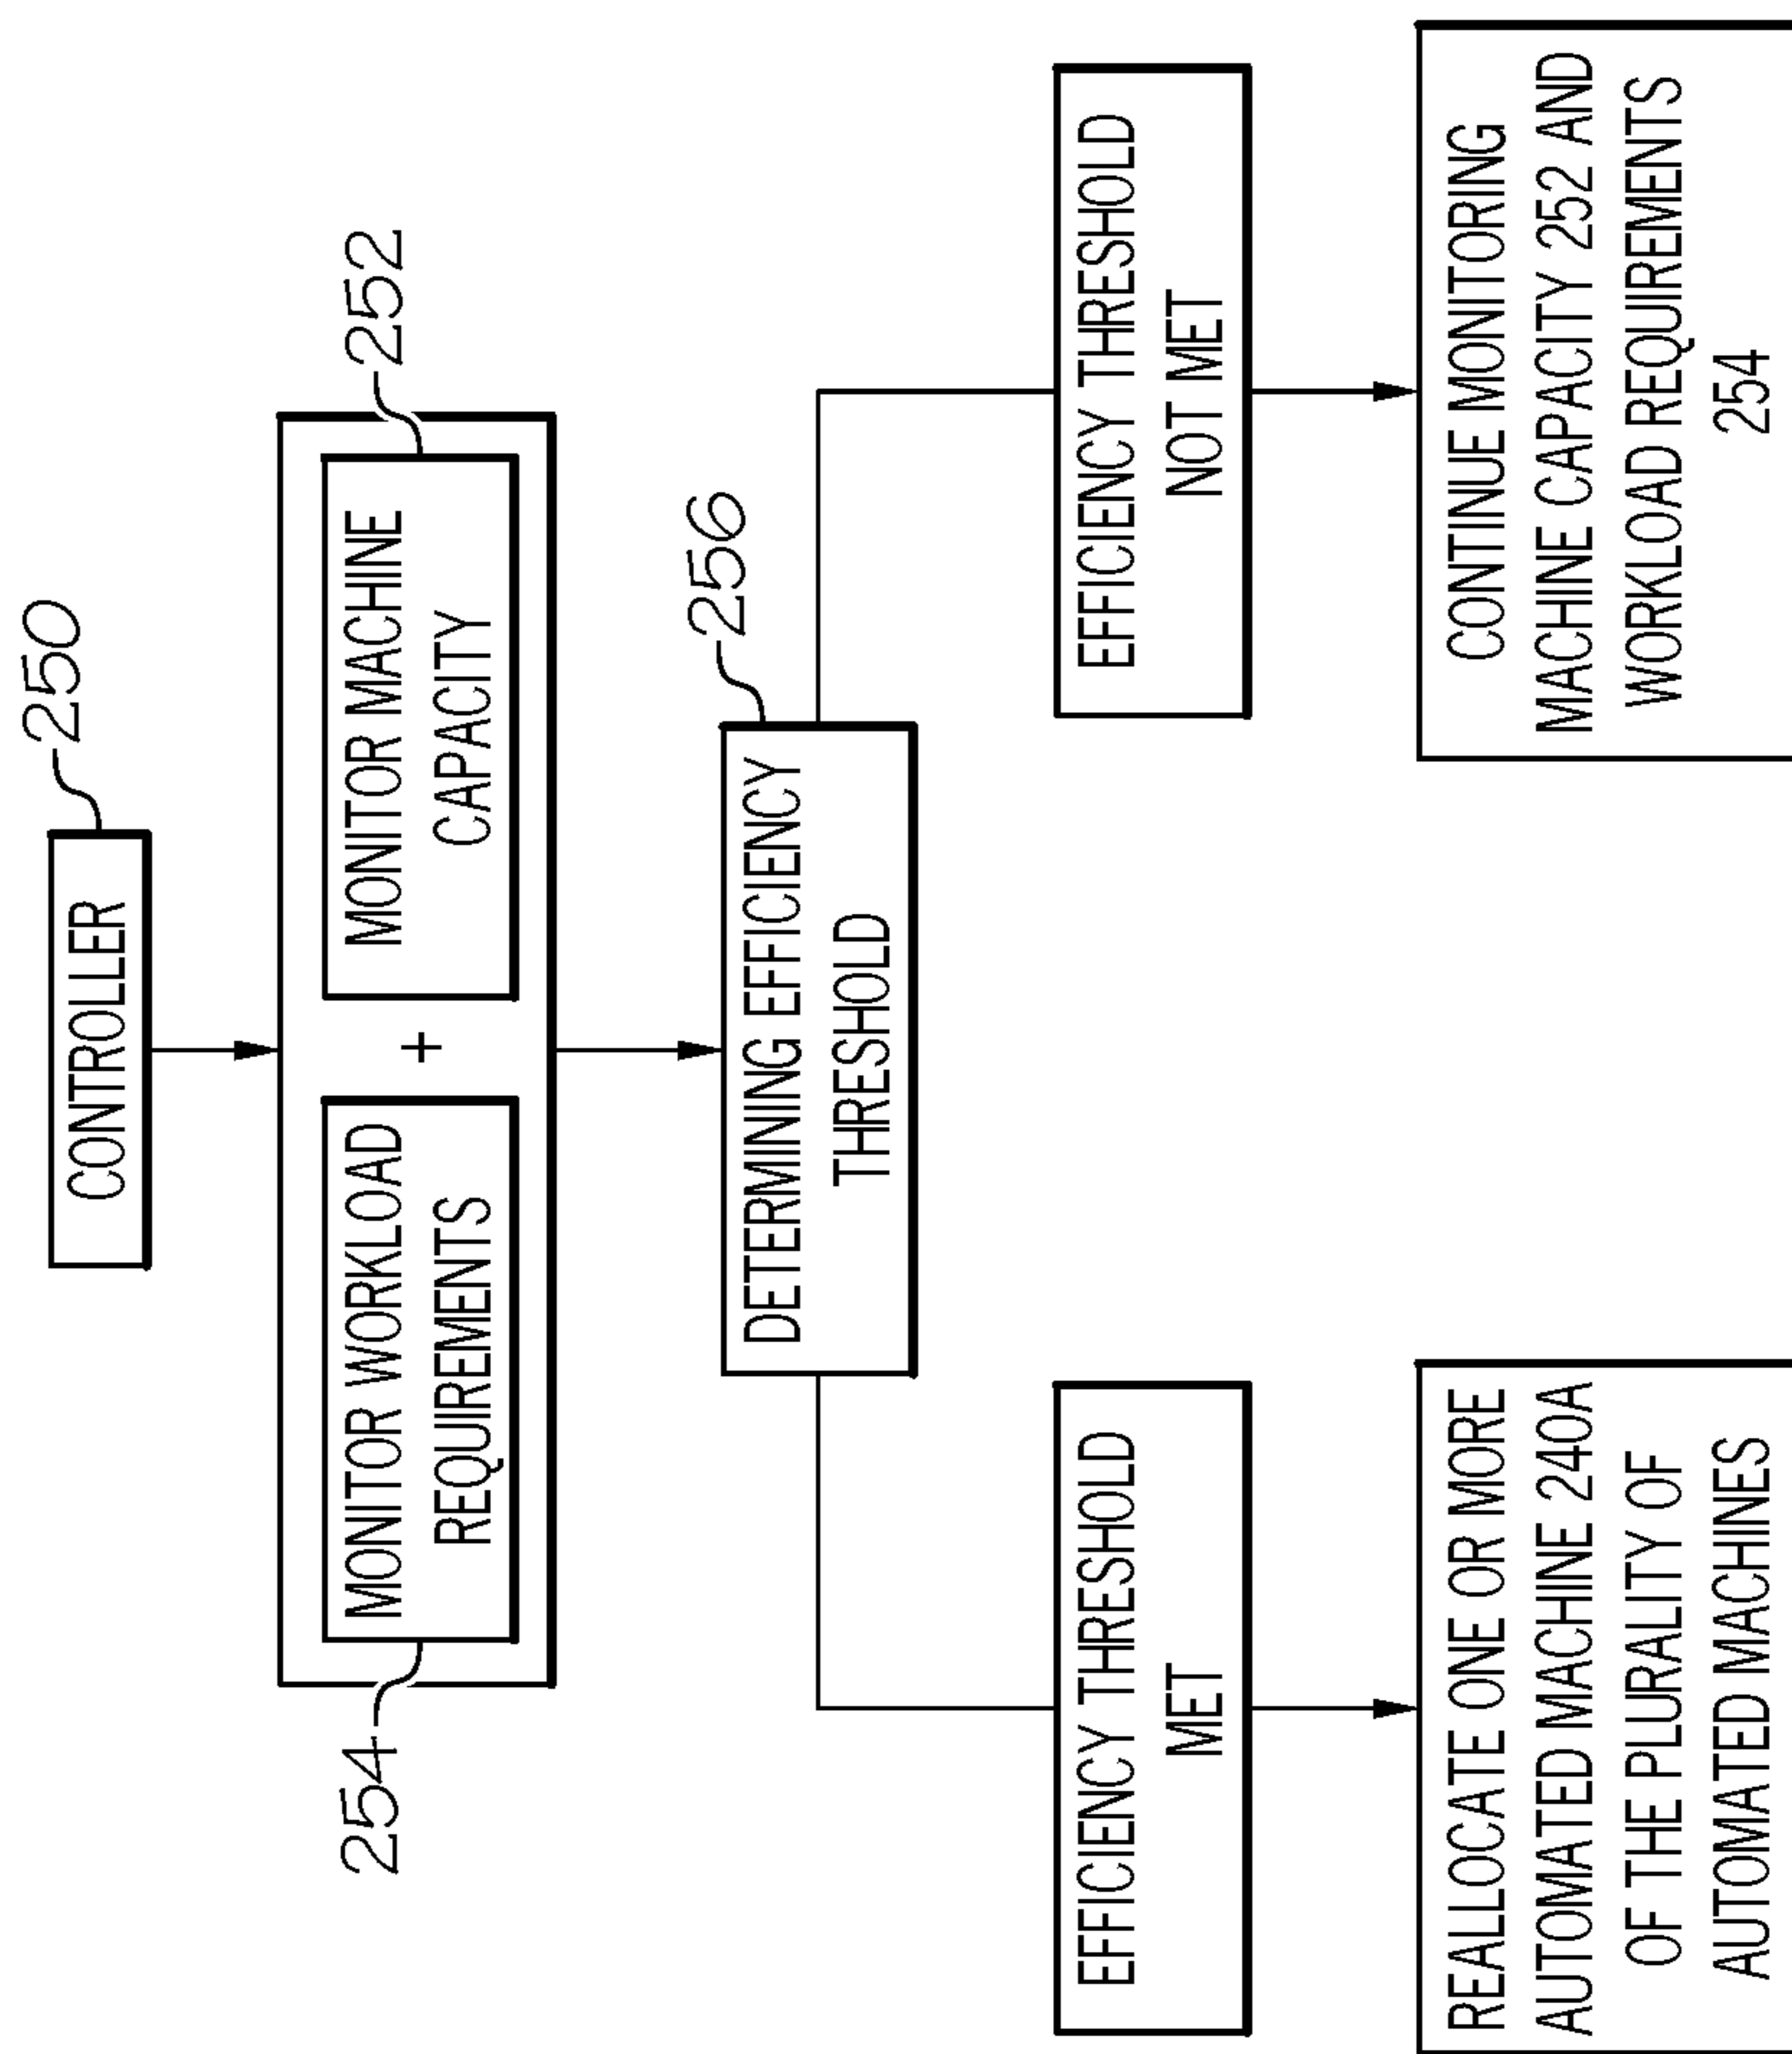 250
CONTROLLER
254
MONITOR WORKLOAD
REQUIREMENTS
+
MONITOR MACHINE
CAPACITY
252
256
DETERMINING EFFICIENCY
THRESHOLD
EFFICIENCY THRESHOLD
MET
EFFICIENCY THRESHOLD
NOT MET
REALLOCATE ONE OR MORE
AUTOMATED MACHINE 240A
OF THE PLURALITY OF
AUTOMATED MACHINES
CONTINUE MONITORING
MACHINE CAPACITY 252 AND
WORKLOAD REQUIREMENTS
254